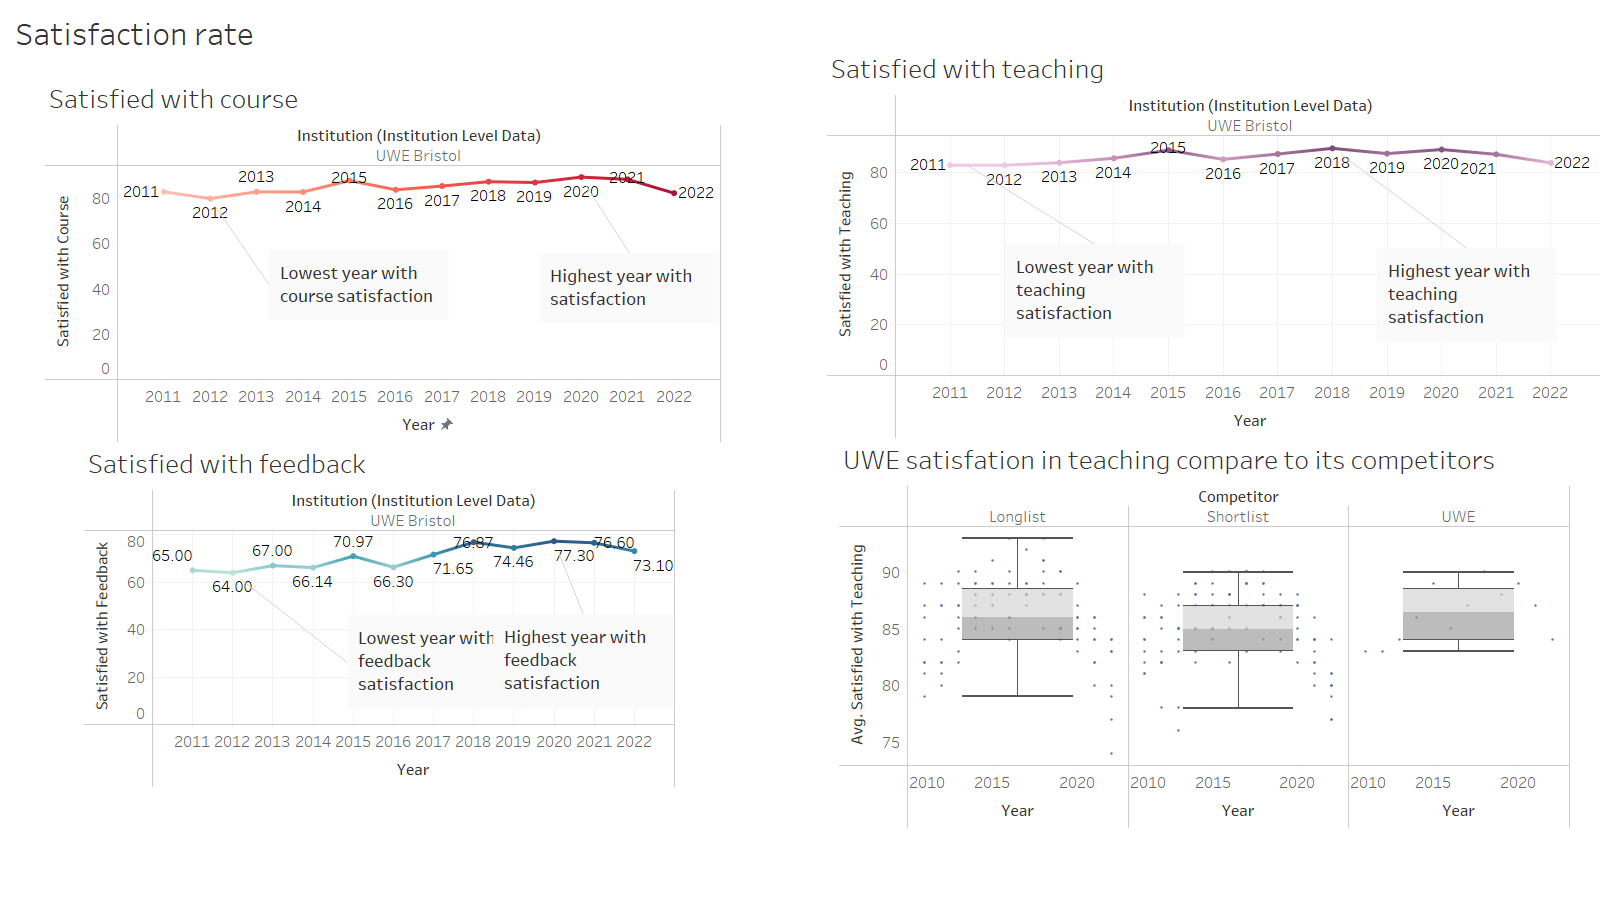 Satisfaction rate
Satisfied with course
Institution (Institution Level Data)
UWE Bristol
Satisfied with Course
80
60
40
20
0
2011
2012
2013
2014
2015
2016
2017
2018
2019
2020
2021
2022
Lowest year with
course satisfaction
Highest year with
satisfaction
2011 2012 2013 2014 2015 2016 2017 2018 2019 2020 2021 2022
Year
Satisfied with teaching
Institution (Institution Level Data)
UWE Bristol
Satisfied with Teaching
80
60
40
20
0
2011
2012
2013
2014
2015
2016
2017
2018
2019
2020
2021
2022
Lowest year with
teaching
satisfaction
Highest year with
teaching
satisfaction
2011 2012 2013 2014 2015 2016 2017 2018 2019 2020 2021 2022
Year
Satisfied with feedback
Institution (Institution Level Data)
UWE Bristol
Satisfied with Feedback
80
60
40
20
0
65.00
64.00
67.00
66.14
70.97
66.30
71.65
76.87
74.46
77.30
76.60
73.10
Lowest year with
feedback
satisfaction
Highest year with
feedback
satisfaction
2011 2012 2013 2014 2015 2016 2017 2018 2019 2020 2021 2022
Year
UWE satisfation in teaching compare to its competitors
Competitor
Longlist Shortlist UWE
Avg. Satisfied with Teaching
90
85
80
75
2010 2015 2020 2010 2015 2020 2010 2015 2020
Year Year Year